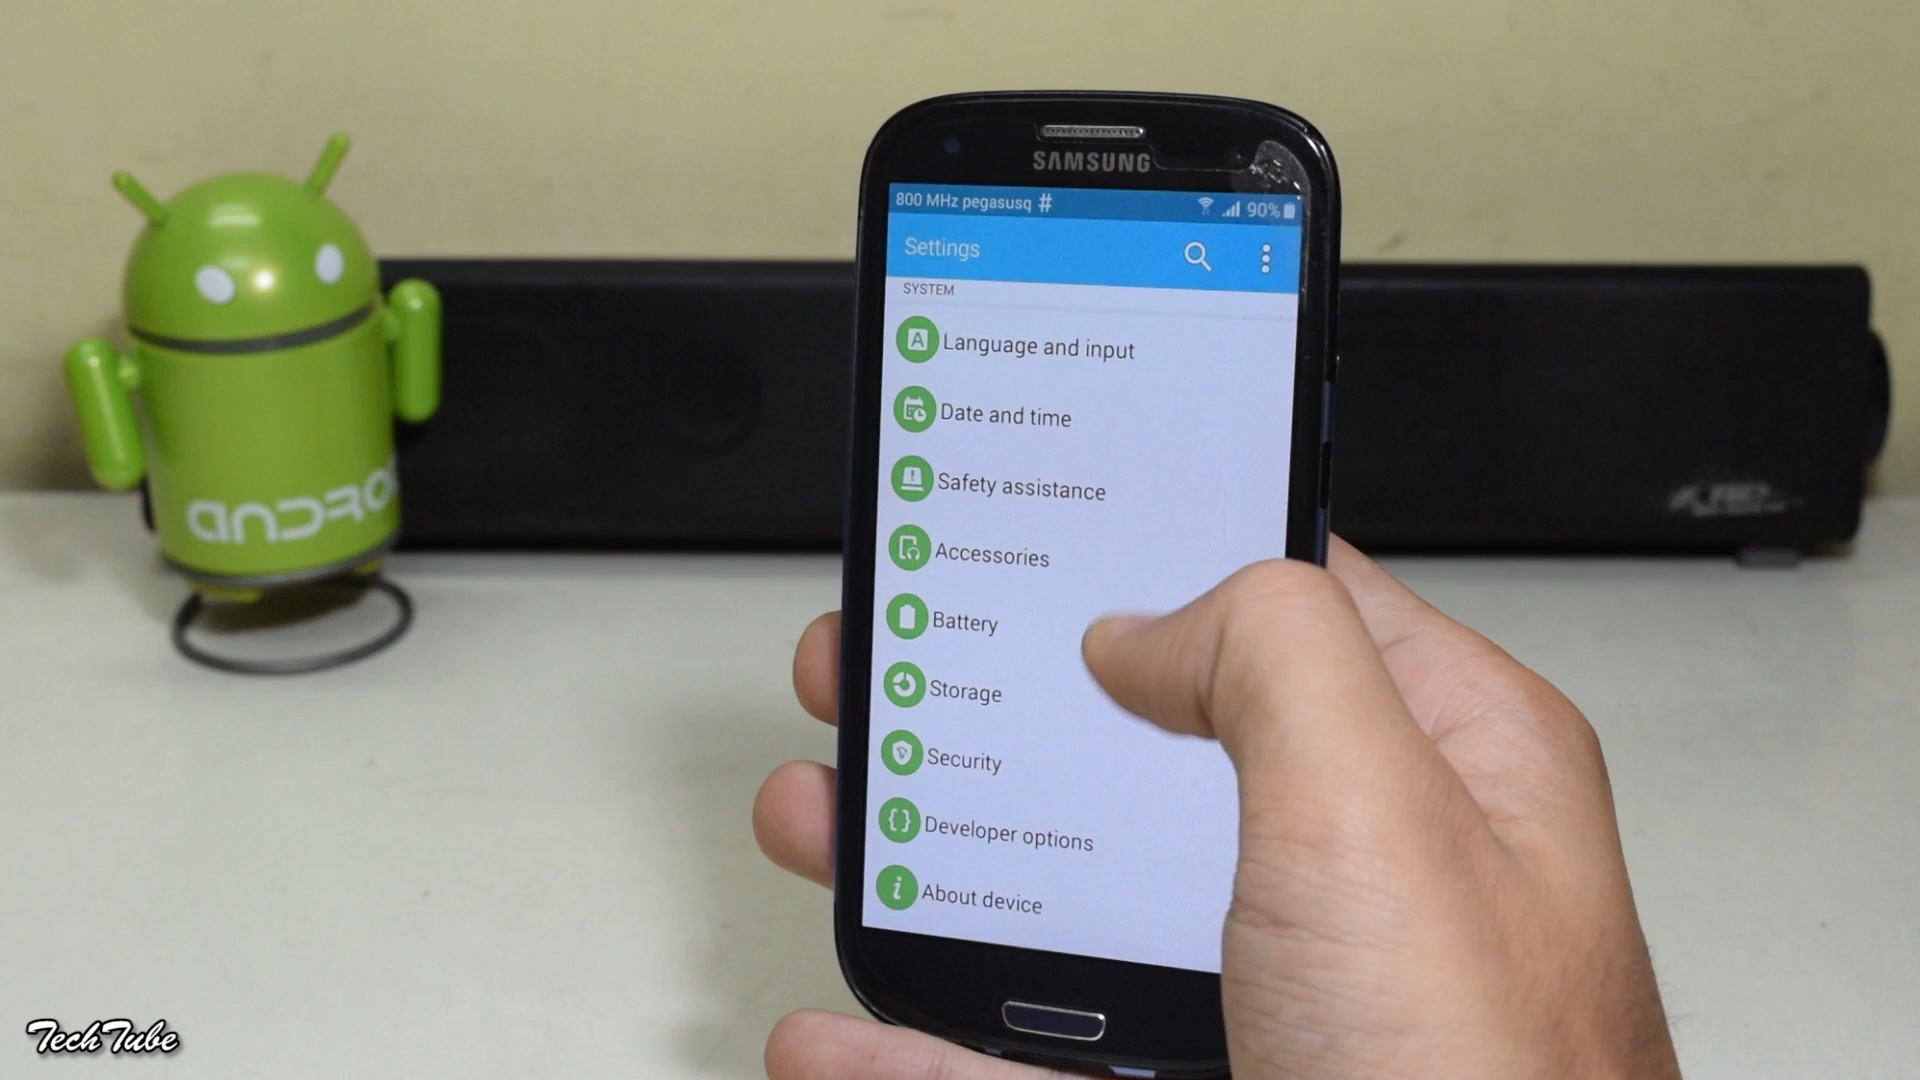 SAMSUNG
800 MHz pegasusq # 90%
Settings
SYSTEM
Language and input
Date and time
Safety assistance
Accessories
Battery
Storage
Security
Developer options
About device
TechTube